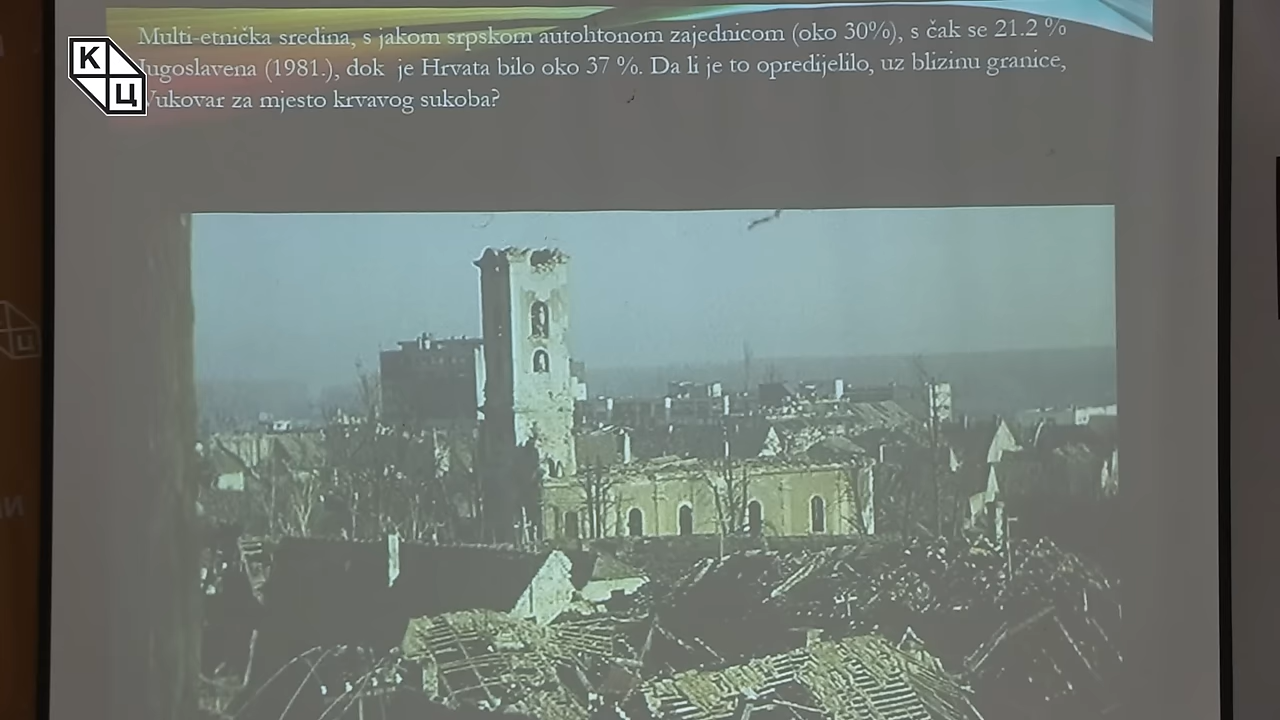 Multi-etnička sredina, s jakom srpskom autohtonom zajednicom (oko 30%), s čak se 21.2 %
Jugoslavena (1981.), dok je Hrvata bilo oko 37 %. Da li je to opredijelilo, uz blizinu granice,
Vukovar za mjesto krvavog sukoba?
К
Ц